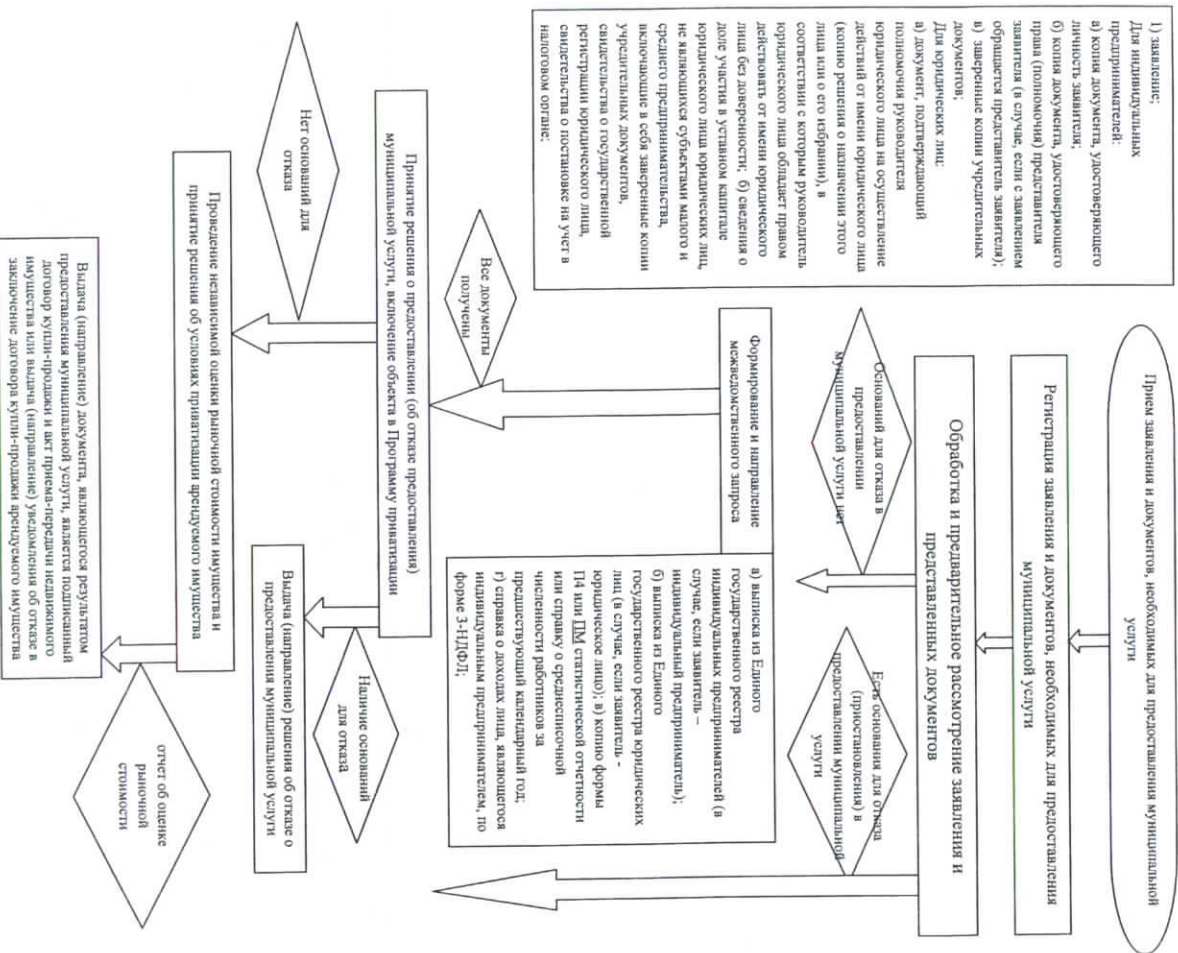 Прием заявления и документов, необходимых для предоставления муниципальной
услуги
Регистрация заявления и документов, необходимых для предоставления
муниципальной услуги
Обработка и предварительное рассмотрение заявления и
представленных документов
1) заявление;
Для индивидуальных
предпринимателей:
а) копия документа, удостоверяющего
личность заявителя;
б) копия документа, удостоверяющего
права (полномочия) представителя
заявителя (в случае, если с заявлением
обращается представитель заявителя);
в) заверенные копии учредительных
документов;
Для юридических лиц:
а) документ, подтверждающий
полномочия руководителя
юридического лица на осуществление
действий от имени юридического лица
(копию решения о назначении этого
лица или о его избрании), в
соответствии с которым руководитель
юридического лица обладает правом
действовать от имени юридического
лица без доверенности; б) сведения о
доле участия в уставном капитале
юридического лица юридических лиц,
не являющихся субъектами малого и
среднего предпринимательства,
включающие в себя заверенные копии
учредительных документов,
свидетельства о государственной
регистрации юридического лица,
свидетельства о постановке на учет в
налоговом органе;
Оснований для отказа в
предоставлении
муниципальной услуги нет
Есть основания для отказа
(приостановления) в
предоставлении муниципальной
услуги
Формирование и направление
межведомственного запроса
а) выписка из Единого
государственного реестра
индивидуальных предпринимателей (в
случае, если заявитель –
индивидуальный предприниматель);
б) выписки из Единого
государственного реестра юридических
лиц (в случае, если заявитель -
юридическое лицо); в) копию формы
П4 или ПМ статистической отчетности
или справку о среднесписочной
численности работников за
предшествующий календарный год;
г) справка о доходах лица, являющегося
индивидуальным предпринимателем, по
форме 3-НДФЛ;
Все документы
получены
Принятие решения о предоставлении (об отказе предоставления)
муниципальной услуги, включение объекта в Программу приватизации
Нет оснований для
отказа
Наличие оснований
для отказа
Выдача (направление) решения об отказе о
предоставления муниципальной услуги
Проведение независимой оценки рыночной стоимости имущества и
принятие решения об условиях приватизации арендуемого имущества
отчет об оценке
рыночной
стоимости
Выдача (направление) документа, являющегося результатом
предоставления муниципальной услуги, является подписанный
договор купли-продажи и акт приема-передачи недвижимого
имущества или выдача (направление) уведомления об отказе в
заключение договора купли-продажи арендуемого имущества